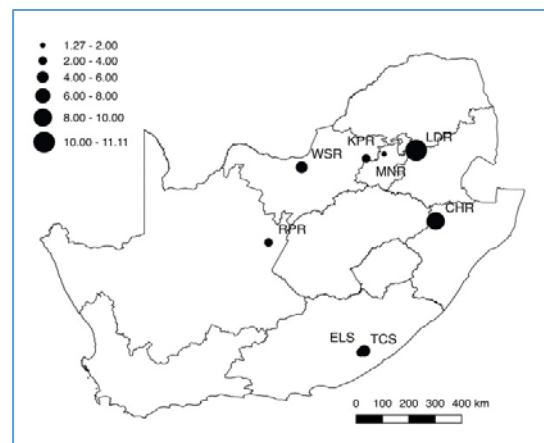 1.27 - 2.00
2.00 - 4.00
4.00 - 6.00
6.00 - 8.00
8.00 - 10.00
10.00 - 11.11
LDR
KPR
WSR
MNR
CHR
RPR
ELS TCS
0 100 200 300 400 km